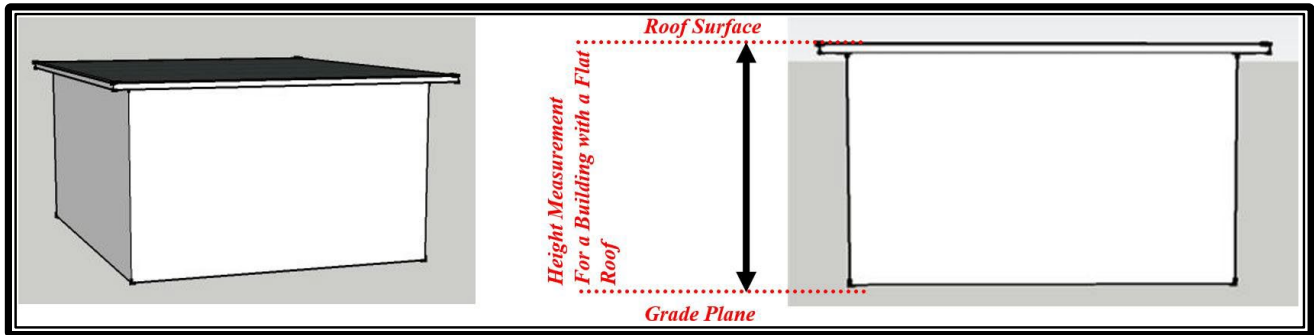 Roof Surface
Height Measurement
For a Building with a Flat
Roof
Grade Plane